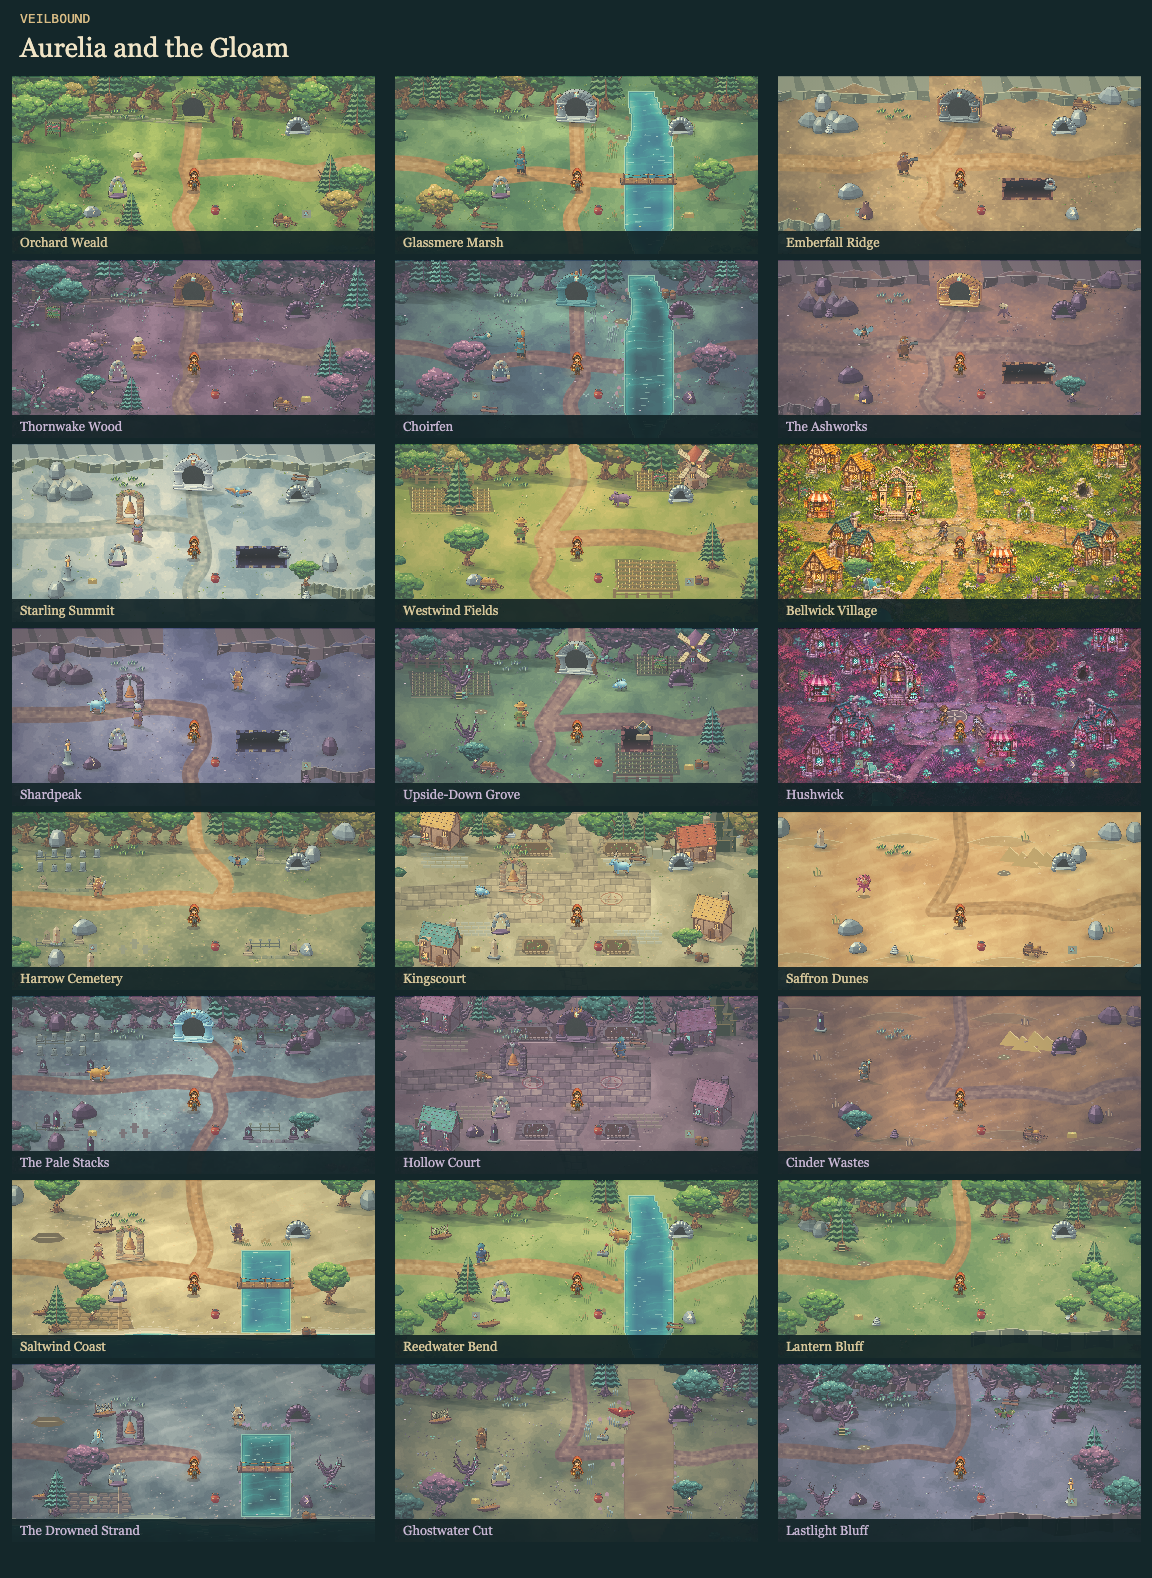 VEILBOUND
Aurelia and the Gloam
Orchard Weald
Glassmere Marsh
Emberfall Ridge
Thornwake Wood
Choirfen
The Ashworks
Starling Summit
Westwind Fields
Bellwick Village
Shardpeak
Upside-Down Grove
Hushwick
Harrow Cemetery
Kingscourt
Saffron Dunes
The Pale Stacks
Hollow Court
Cinder Wastes
Saltwind Coast
Reedwater Bend
Lantern Bluff
The Drowned Strand
Ghostwater Cut
Lastlight Bluff